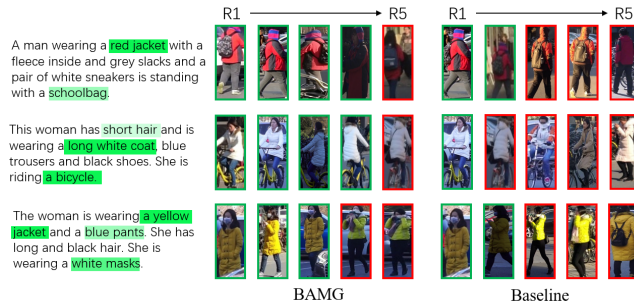 R1 R5 R1 R5
A man wearing a red jacket with a
fleece inside and grey slacks and a
pair of white sneakers is standing
with a schoolbag.
This woman has short hair and is
wearing a long white coat, blue
trousers and black shoes. She is
riding a bicycle.
The woman is wearing a yellow
jacket and a blue pants. She has
long and black hair. She is
wearing a white masks.
BAMG Baseline